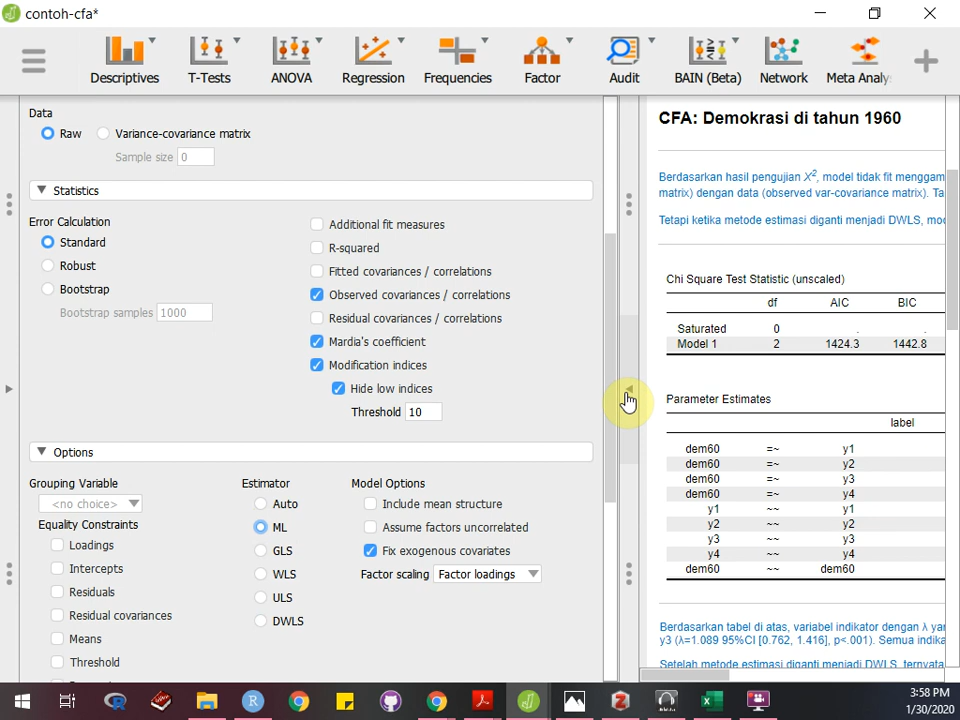 contoh-cfa*
Descriptives
T-Tests
ANOVA
Regression
Frequencies
Factor
Audit
BAIN (Beta)
Network
Meta Analy
Data
Raw
Variance-covariance matrix
Sample size 0
Statistics
Error Calculation
Standard
Robust
Bootstrap
Bootstrap samples 1000
Additional fit measures
R-squared
Fitted covariances / correlations
Observed covariances / correlations
Residual covariances / correlations
Mardia's coefficient
Modification indices
Hide low indices
Threshold 10
Options
Grouping Variable
<no choice>
Equality Constraints
Loadings
Intercepts
Residuals
Residual covariances
Means
Threshold
Estimator
Auto
ML
GLS
WLS
ULS
DWLS
Model Options
Include mean structure
Assume factors uncorrelated
Fix exogenous covariates
Factor scaling Factor loadings
CFA: Demokrasi di tahun 1960
Berdasarkan hasil pengujian X², model tidak fit menggam
matrix) dengan data (observed var-covariance matrix). Ta
Tetapi ketika metode estimasi diganti menjadi DWLS, mod
Chi Square Test Statistic (unscaled)
df AIC BIC
Saturated 0 . .
Model 1 2 1424.3 1442.8
Parameter Estimates
label
dem60 =~ y1
dem60 =~ y2
dem60 =~ y3
dem60 =~ y4
y1 ~~ y1
y2 ~~ y2
y3 ~~ y3
y4 ~~ y4
dem60 ~~ dem60
Berdasarkan tabel di atas, variabel indikator dengan λ yan
y3 (λ=1.089 95%CI [0.762, 1.416], p<.001). Semua indika
Setelah metode estimasi diganti menjadi DWLS, ternyata
3:58 PM
1/30/2020